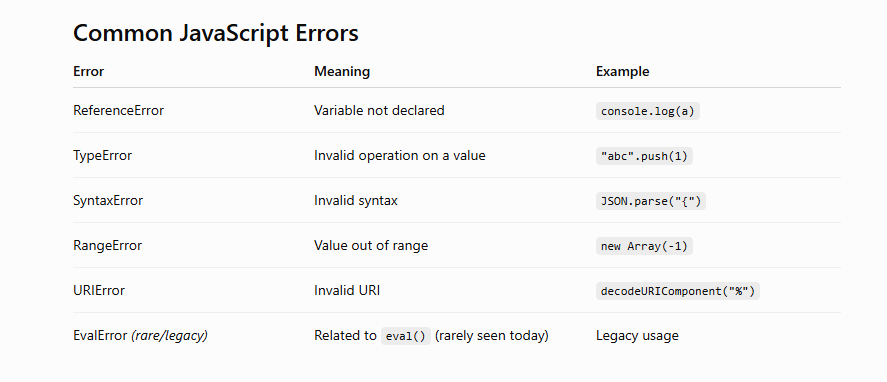 Common JavaScript Errors
Error Meaning Example
ReferenceError Variable not declared console.log(a)
TypeError Invalid operation on a value "abc".push(1)
SyntaxError Invalid syntax JSON.parse("{")
RangeError Value out of range new Array(-1)
URIError Invalid URI decodeURIComponent("%")
EvalError (rare/legacy) Related to eval() (rarely seen today) Legacy usage